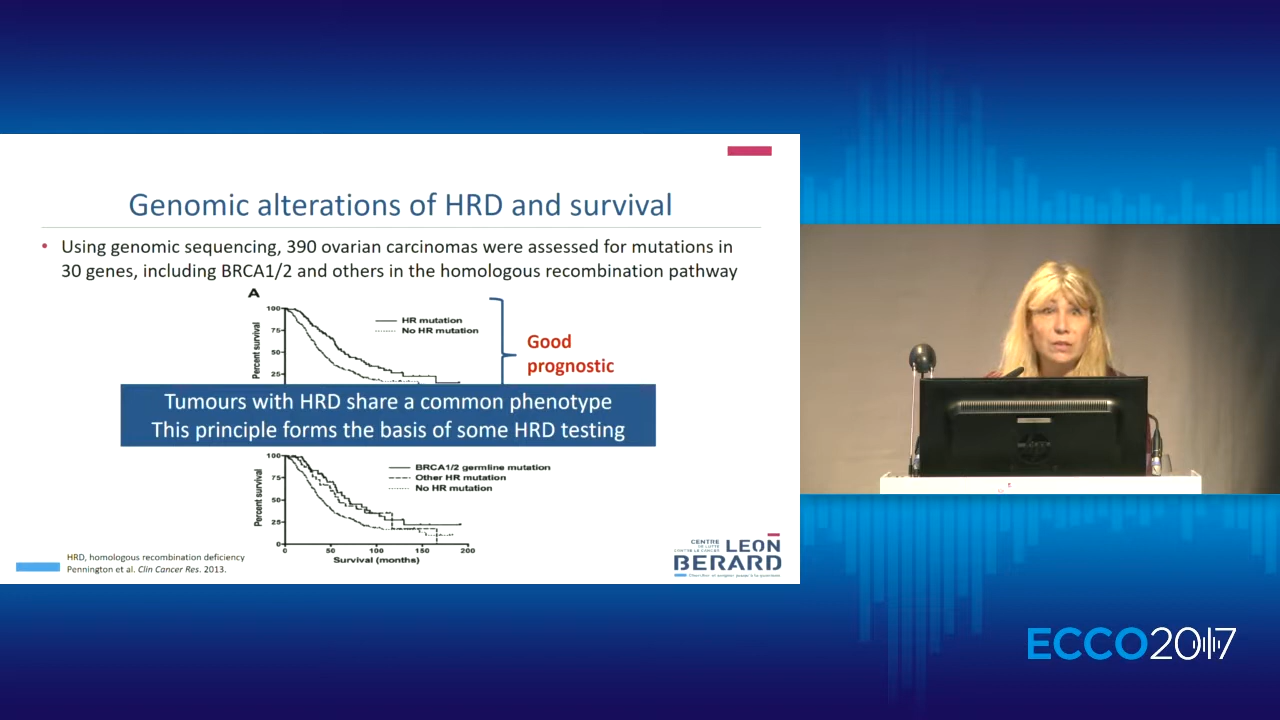 Genomic alterations of HRD and survival
• Using genomic sequencing, 390 ovarian carcinomas were assessed for mutations in
30 genes, including BRCA1/2 and others in the homologous recombination pathway
A
100
75
50
25
Percent survival
HR mutation
No HR mutation
Good
prognostic
Tumours with HRD share a common phenotype
This principle forms the basis of some HRD testing
100
75
50
25
0
Percent survival
BRCA1/2 germline mutation
Other HR mutation
No HR mutation
0 50 100 150 200
Survival (months)
HRD, homologous recombination deficiency
Pennington et al. Clin Cancer Res. 2013.
CENTRE
DE LUTTE
CONTRE LE CANCER
LEON
BERARD
ECCO2017